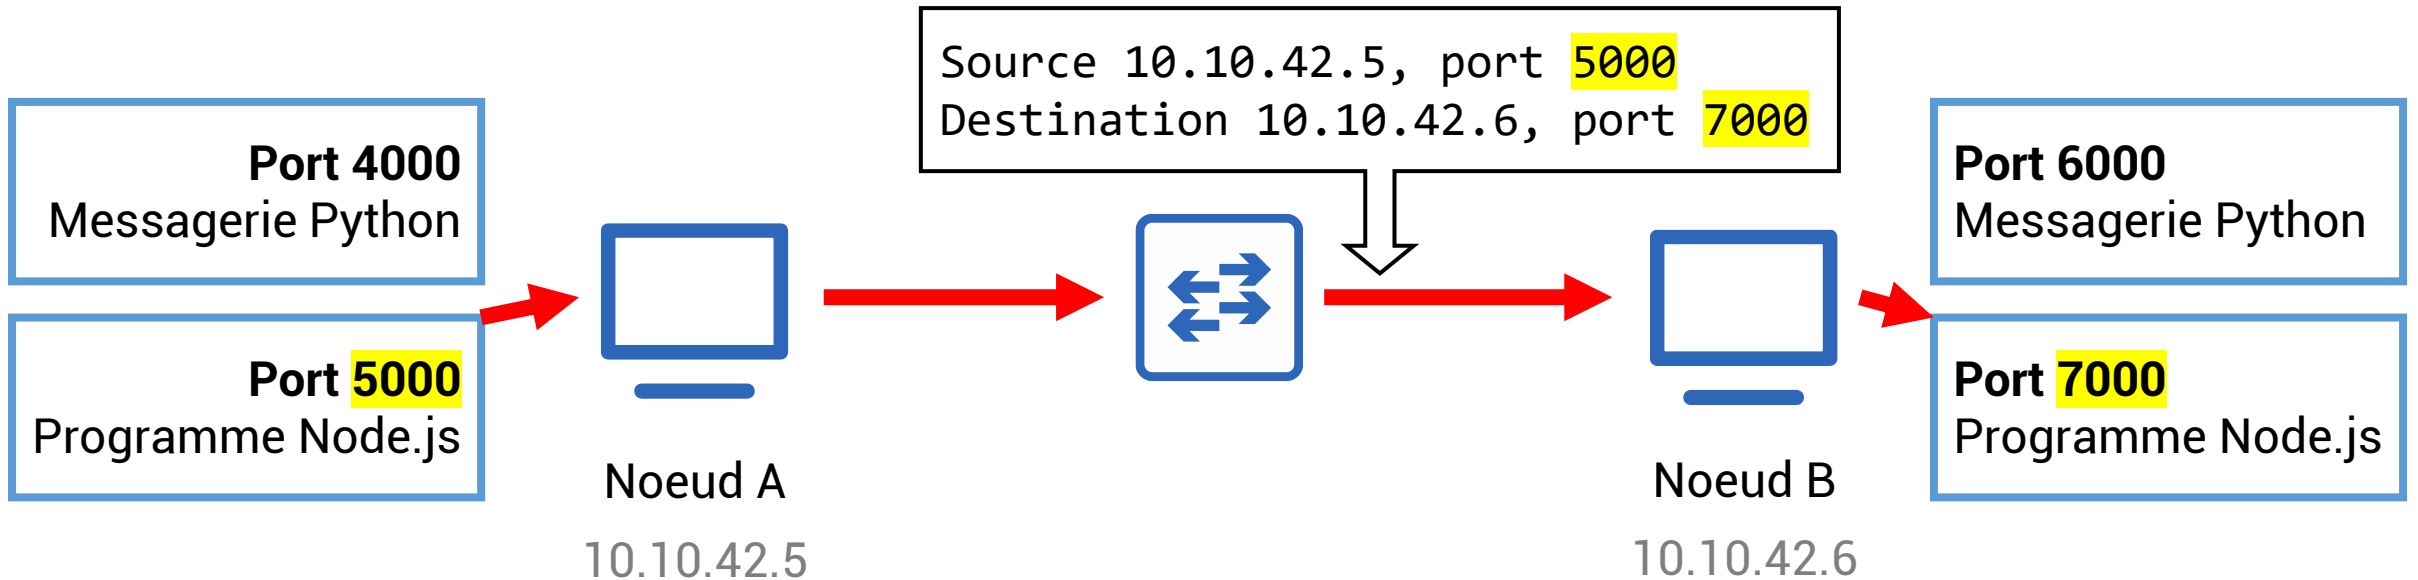 Source 10.10.42.5, port 5000
Destination 10.10.42.6, port 7000
Port 4000
Messagerie Python
Port 5000
Programme Node.js
Noeud A
10.10.42.5
Noeud B
10.10.42.6
Port 6000
Messagerie Python
Port 7000
Programme Node.js